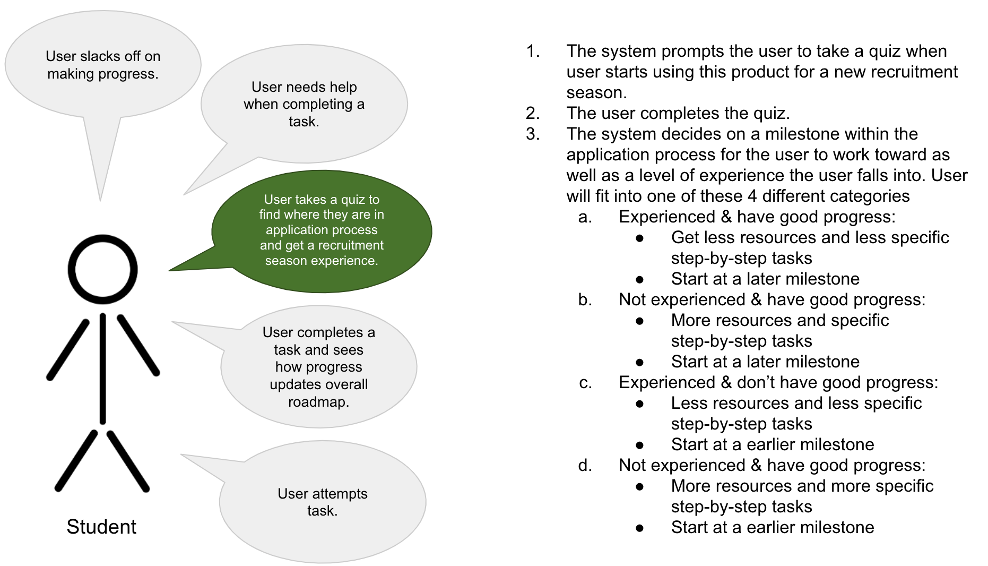 User slacks off on
making progress.
User needs help
when completing a
task.
User takes a quiz to
find where they are in
application process
and get a recruitment
season experience.
User completes a
task and sees
how progress
updates overall
roadmap.
User attempts
task.
Student
1. The system prompts the user to take a quiz when
user starts using this product for a new recruitment
season.
2. The user completes the quiz.
3. The system decides on a milestone within the
application process for the user to work toward as
well as a level of experience the user falls into. User
will fit into one of these 4 different categories
a. Experienced & have good progress:
● Get less resources and less specific
step-by-step tasks
● Start at a later milestone
b. Not experienced & have good progress:
● More resources and specific
step-by-step tasks
● Start at a later milestone
c. Experienced & don’t have good progress:
● Less resources and less specific
step-by-step tasks
● Start at a earlier milestone
d. Not experienced & have good progress:
● More resources and more specific
step-by-step tasks
● Start at a earlier milestone